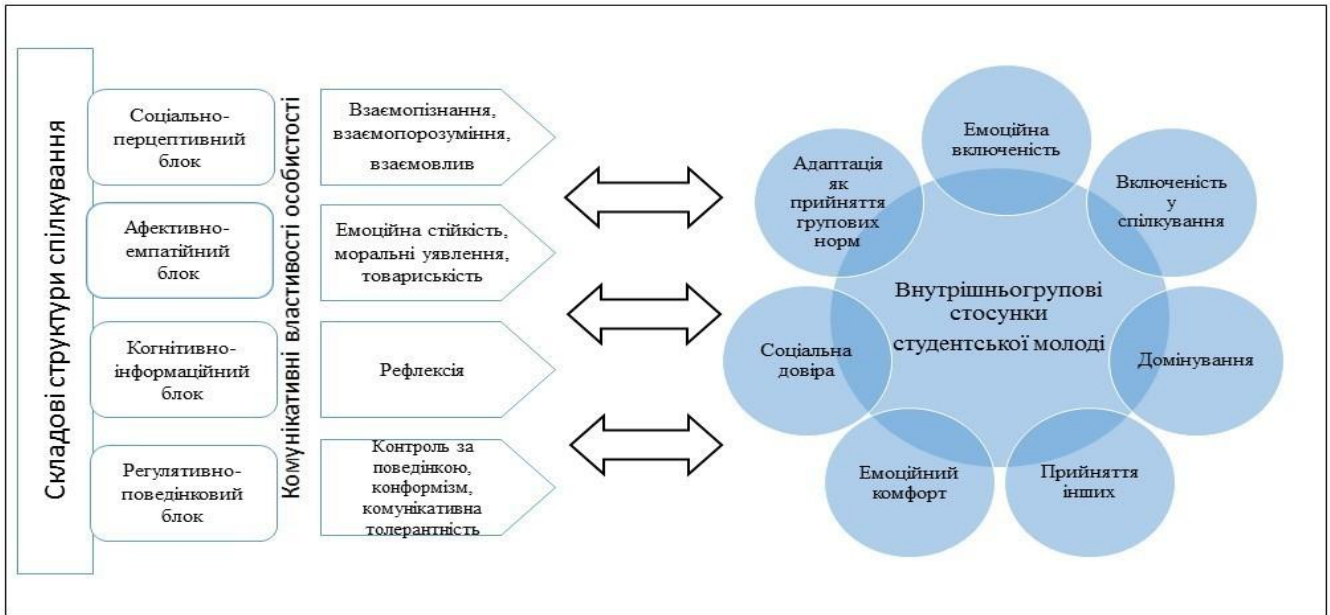 Складові структури спілкування
Соціально-
перцептивний
блок
Афективно-
емпатійний
блок
Когнітивно-
інформаційний
блок
Регулятивно-
поведінковий
блок
Комунікативні властивості особистості
Взаємопізнання,
взаємопорозуміння,
взаємовлив
Емоційна стійкість,
моральні уявлення,
товариськість
Рефлексія
Контроль за
поведінкою,
конформізм,
комунікативна
толерантність
Емоційна
включеність
Включеність
у
спілкування
Домінування
Прийняття
інших
Емоційний
комфорт
Соціальна
довіра
Адаптація
як
прийняття
групових
норм
Внутрішньогрупові
стосунки
студентської молоді